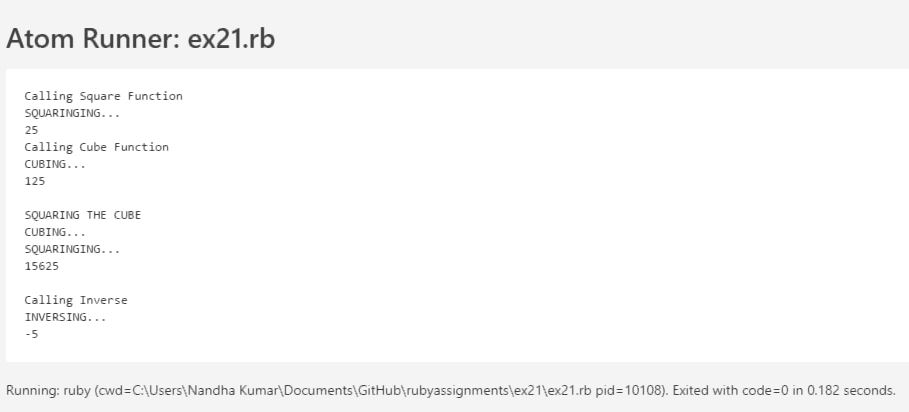 Atom Runner: ex21.rb
Calling Square Function
SQUARINGING...
25
Calling Cube Function
CUBING...
125
SQUARING THE CUBE
CUBING...
SQUARINGING...
15625
Calling Inverse
INVERSING...
-5
Running: ruby (cwd=C:\Users\Nandha Kumar\Documents\GitHub\rubyassignments\ex21\ex21.rb pid=10108). Exited with code=0 in 0.182 seconds.